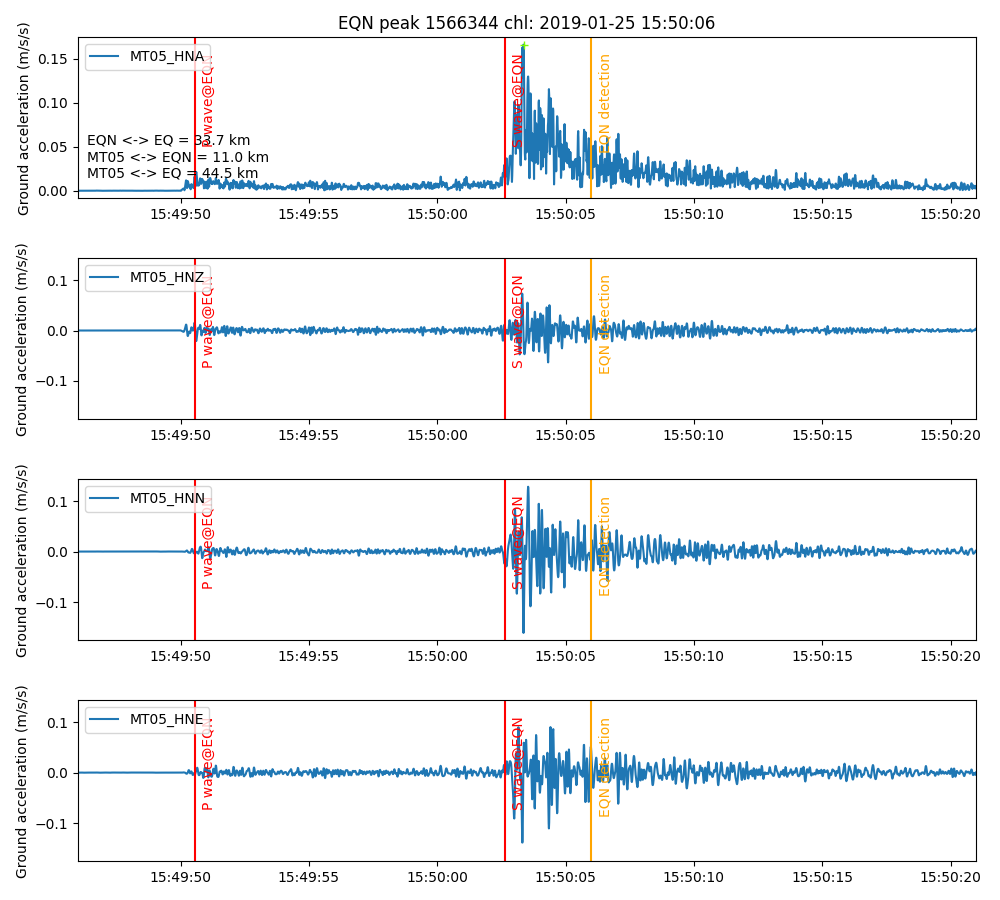 EQN peak 1566344 chl: 2019-01-25 15:50:06
Ground acceleration (m/s/s)
0.15
0.10
0.05
0.00
MT05_HNA
P wave@EQN
S wave@EQN
EQN detection
EQN <-> EQ = 33.7 km
MT05 <-> EQN = 11.0 km
MT05 <-> EQ = 44.5 km
15:49:50 15:49:55 15:50:00 15:50:05 15:50:10 15:50:15 15:50:20
Ground acceleration (m/s/s)
0.1
0.0
−0.1
MT05_HNZ
P wave@EQN
S wave@EQN
EQN detection
15:49:50 15:49:55 15:50:00 15:50:05 15:50:10 15:50:15 15:50:20
Ground acceleration (m/s/s)
0.1
0.0
−0.1
MT05_HNN
P wave@EQN
S wave@EQN
EQN detection
15:49:50 15:49:55 15:50:00 15:50:05 15:50:10 15:50:15 15:50:20
Ground acceleration (m/s/s)
0.1
0.0
−0.1
MT05_HNE
P wave@EQN
S wave@EQN
EQN detection
15:49:50 15:49:55 15:50:00 15:50:05 15:50:10 15:50:15 15:50:20